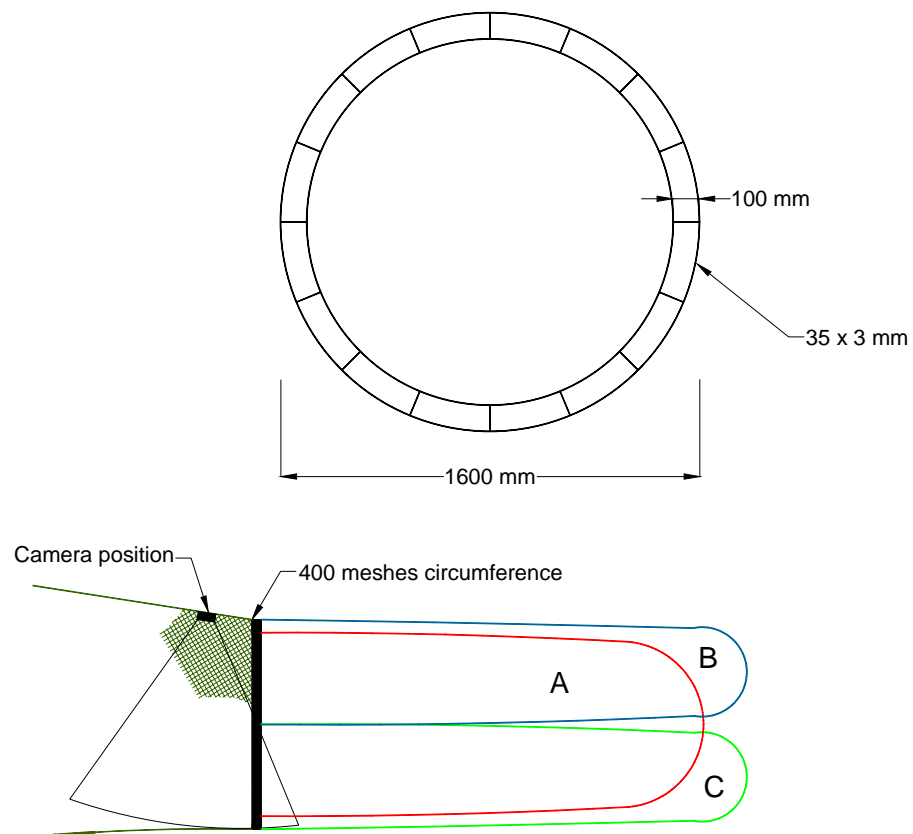 100 mm
35 x 3 mm
1600 mm
Camera position
400 meshes circumference
B
A
C